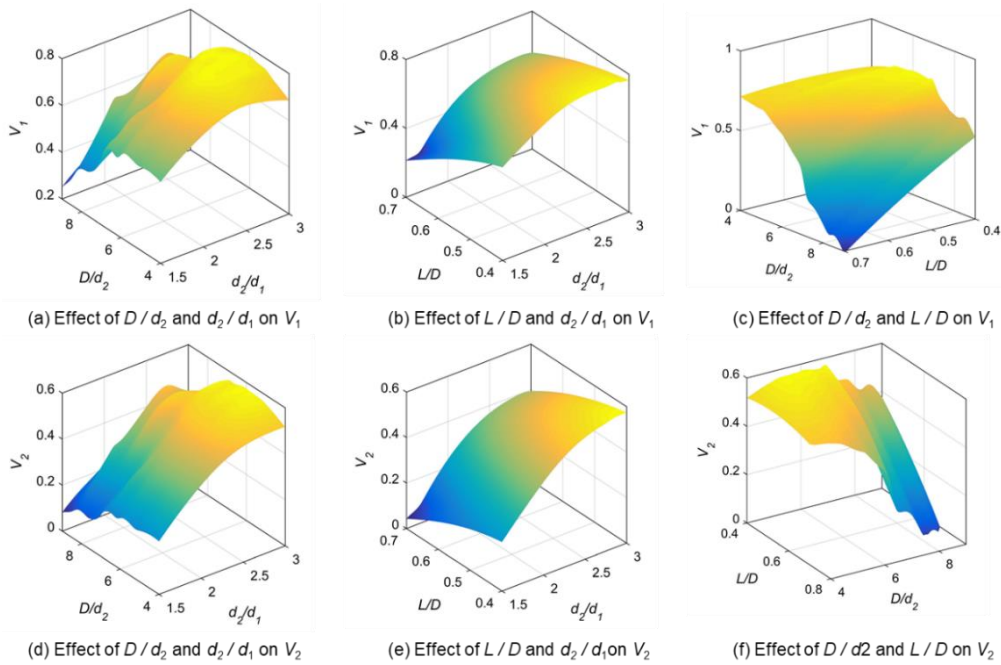 0.8
0.6
0.4
0.2
V1
8
6
4
D/d2
1.5
2
2.5
3
d2/d1
0.8
0.4
0
V1
0.7
0.6
0.5
0.4
L/D
1.5
2
2.5
3
d2/d1
1
0.5
0
V1
4
6
8
D/d2
0.7
0.6
0.5
0.4
L/D
(a) Effect of D / d2 and d2 / d1 on V1
(b) Effect of L / D and d2 / d1 on V1
(c) Effect of D / d2 and L / D on V1
0.6
0.4
0.2
0
V2
8
6
4
D/d2
1.5
2
2.5
3
d2/d1
0.6
0.4
0.2
0
V2
0.7
0.6
0.5
0.4
L/D
1.5
2
2.5
3
d2/d1
0.6
0.4
0.2
0
V2
0.4
0.6
0.8
L/D
4
6
8
D/d2
(d) Effect of D / d2 and d2 / d1 on V2
(e) Effect of L / D and d2 / d1on V2
(f) Effect of D / d2 and L / D on V2